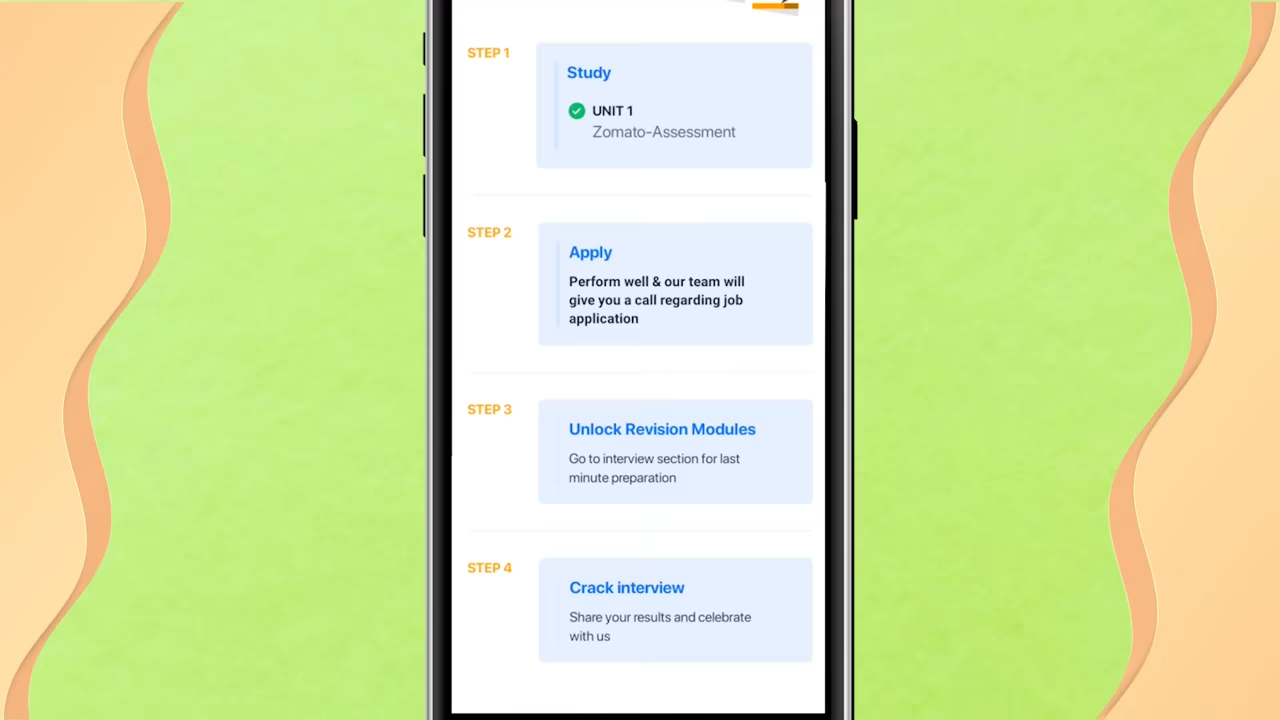 STEP 1
Study
UNIT 1
Zomato-Assessment
STEP 2
Apply
Perform well & our team will
give you a call regarding job
application
STEP 3
Unlock Revision Modules
Go to interview section for last
minute preparation
STEP 4
Crack interview
Share your results and celebrate
with us